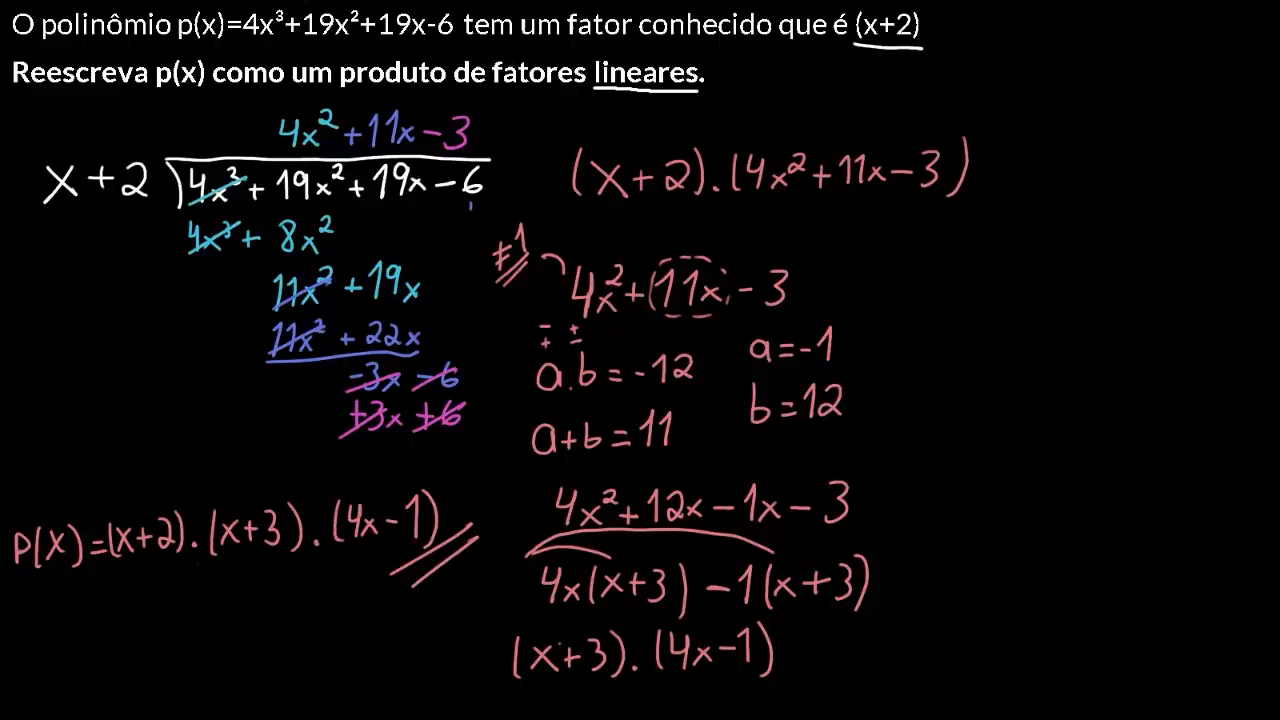 O polinômio p(x)=4x³+19x²+19x-6 tem um fator conhecido que é (x+2)
Reescreva p(x) como um produto de fatores lineares.
4x²+11x-3
x+2 )4x³+19x²+19x-6
4x³+8x²
11x²+19x
11x²+22x
-3x-6
+3x+6
(x+2).(4x²+11x-3)
≠1
4x²+(11x)-3
- +
+ -
a.b=-12
a+b=11
a=-1
b=12
4x²+12x-1x-3
4x(x+3)-1(x+3)
(x+3).(4x-1)
P(X)=(x+2).(x+3).(4x-1)